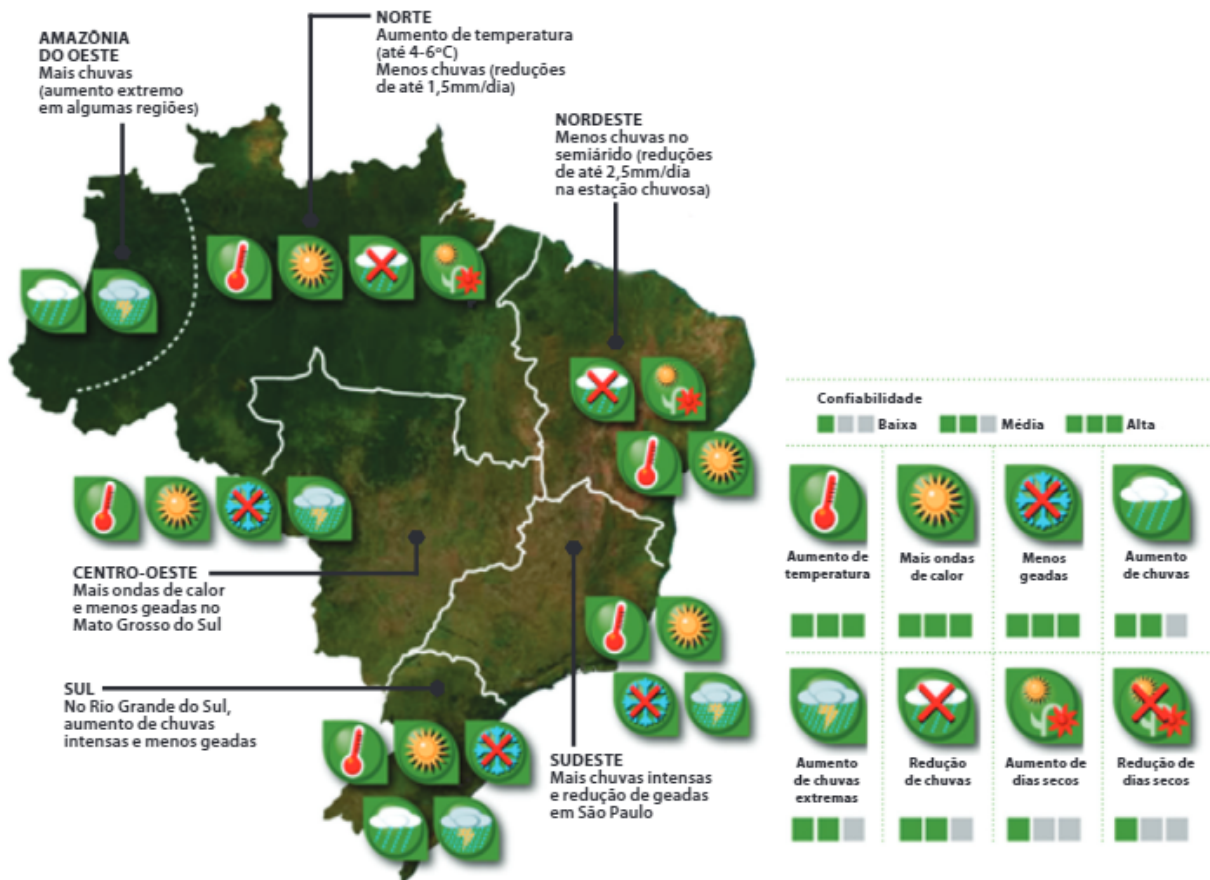 AMAZÔNIA
DO OESTE
Mais chuvas
(aumento extremo
em algumas regiões)
NORTE
Aumento de temperatura
(até 4-6ºC)
Menos chuvas (reduções
de até 1,5mm/dia)
NORDESTE
Menos chuvas no
semiárido (reduções
de até 2,5mm/dia
na estação chuvosa)
CENTRO-OESTE
Mais ondas de calor
e menos geadas no
Mato Grosso do Sul
SUL
No Rio Grande do Sul,
aumento de chuvas
intensas e menos geadas
SUDESTE
Mais chuvas intensas
e redução de geadas
em São Paulo
Confiabilidade
Baixa Média Alta
Aumento de
temperatura
Mais ondas
de calor
Menos
geadas
Aumento
de chuvas
Aumento
de chuvas
extremas
Redução
de chuvas
Aumento de
dias secos
Redução de
dias secos